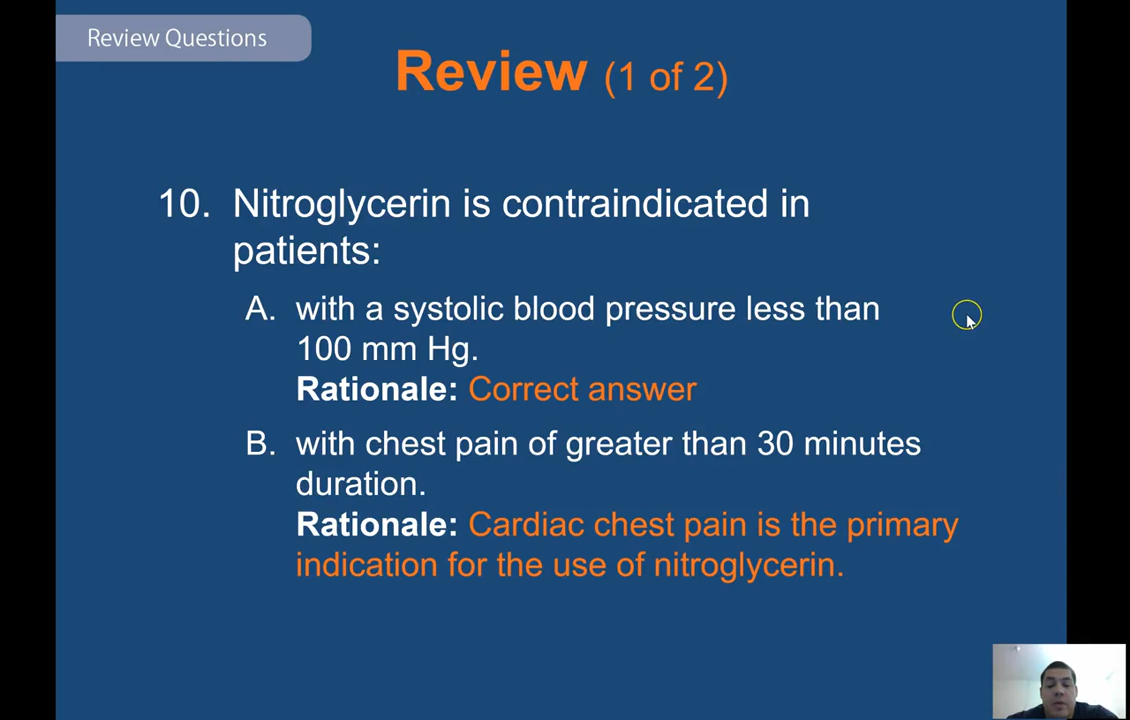 Review Questions
Review (1 of 2)
10. Nitroglycerin is contraindicated in
patients:
A. with a systolic blood pressure less than
100 mm Hg.
Rationale: Correct answer
B. with chest pain of greater than 30 minutes
duration.
Rationale: Cardiac chest pain is the primary
indication for the use of nitroglycerin.